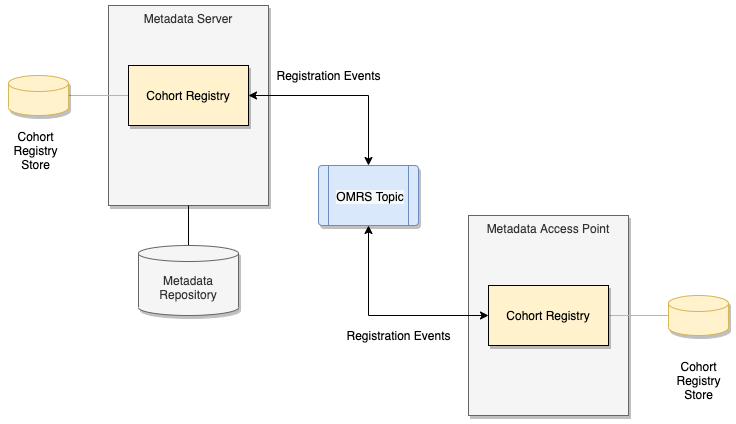 Metadata Server
Registration Events
Cohort Registry
Cohort
Registry
Store
OMRS Topic
Metadata Access Point
Metadata
Repository
Cohort Registry
Registration Events
Cohort
Registry
Store